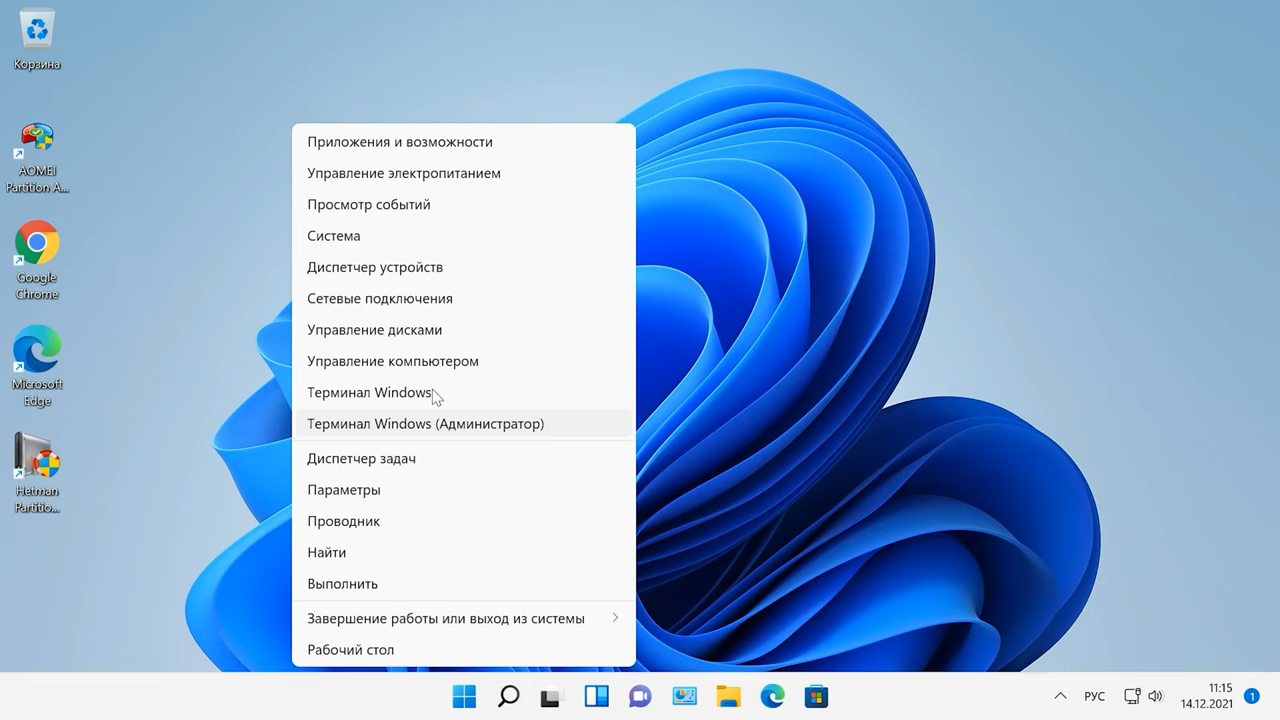 Корзина
AOMEI
Partition A...
Google
Chrome
Microsoft
Edge
Hetman
Partitio...
Приложения и возможности
Управление электропитанием
Просмотр событий
Система
Диспетчер устройств
Сетевые подключения
Управление дисками
Управление компьютером
Терминал Windows
Терминал Windows (Администратор)
Диспетчер задач
Параметры
Проводник
Найти
Выполнить
Завершение работы или выход из системы
Рабочий стол
РУС
11:15
14.12.2021
1